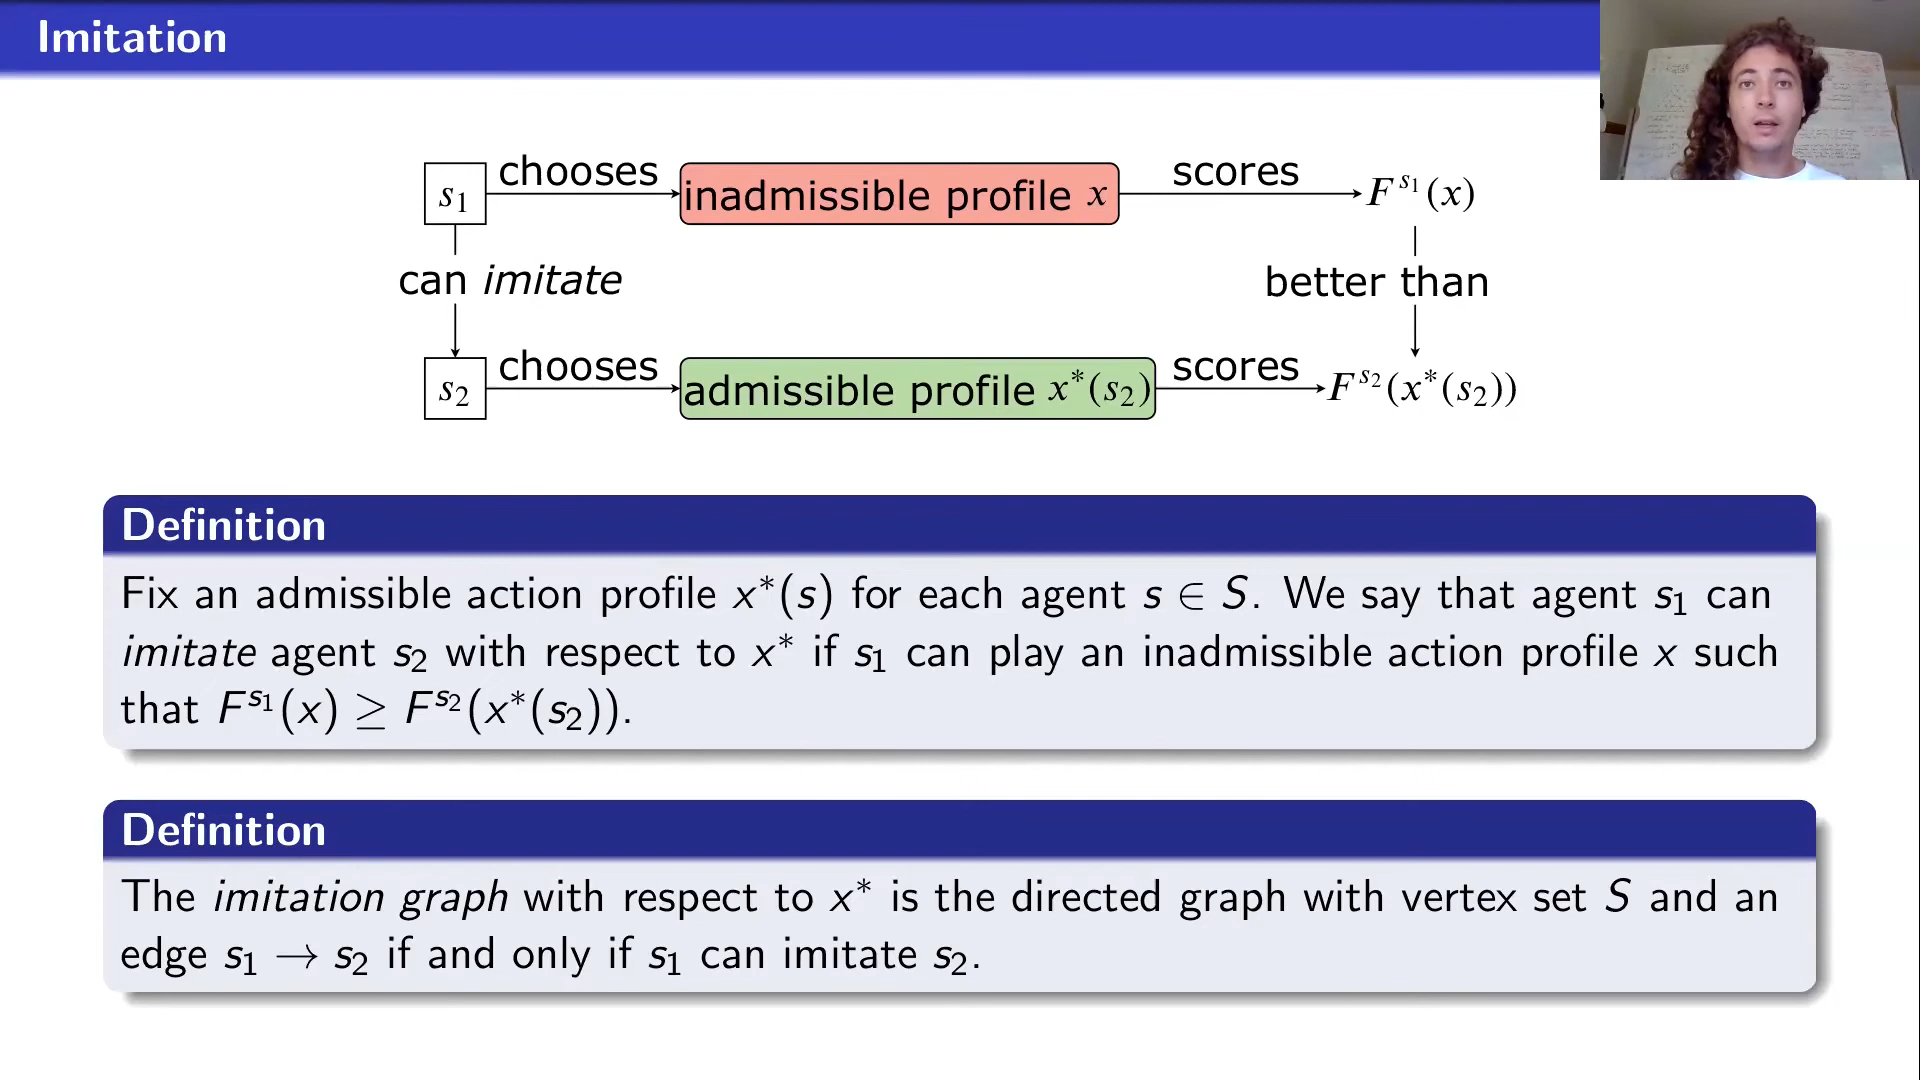 Imitation
s₁ chooses inadmissible profile x scores F^{s₁}(x)
can imitate better than
s₂ chooses admissible profile x*(s₂) scores F^{s₂}(x*(s₂))
Definition
Fix an admissible action profile x*(s) for each agent s ∈ S. We say that agent s₁ can
imitate agent s₂ with respect to x* if s₁ can play an inadmissible action profile x such
that F^{s₁}(x) ≥ F^{s₂}(x*(s₂)).
Definition
The imitation graph with respect to x* is the directed graph with vertex set S and an
edge s₁ → s₂ if and only if s₁ can imitate s₂.